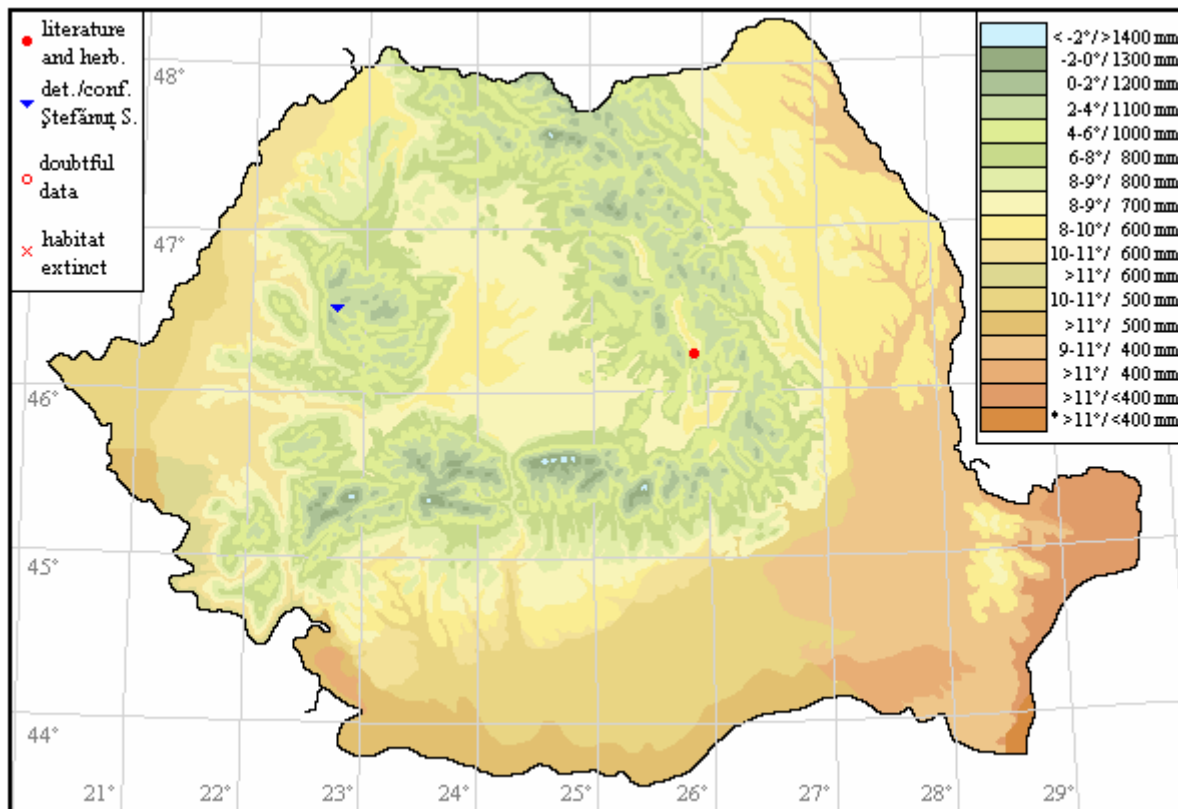 literature
and herb.
det./conf.
Ştefănuţ S.
doubtful
data
habitat
extinct
< -2°/>1400 mm
-2-0°/1300 mm
0-2°/1200 mm
2-4°/1100 mm
4-6°/1000 mm
6-8°/ 800 mm
8-9°/ 800 mm
8-9°/ 700 mm
8-10°/ 600 mm
10-11°/ 600 mm
>11°/ 600 mm
10-11°/ 500 mm
>11°/ 500 mm
9-11°/ 400 mm
>11°/ 400 mm
>11°/<400 mm
* >11°/<400 mm
48°
47°
46°
45°
44°
21°
22°
23°
24°
25°
26°
27°
28°
29°